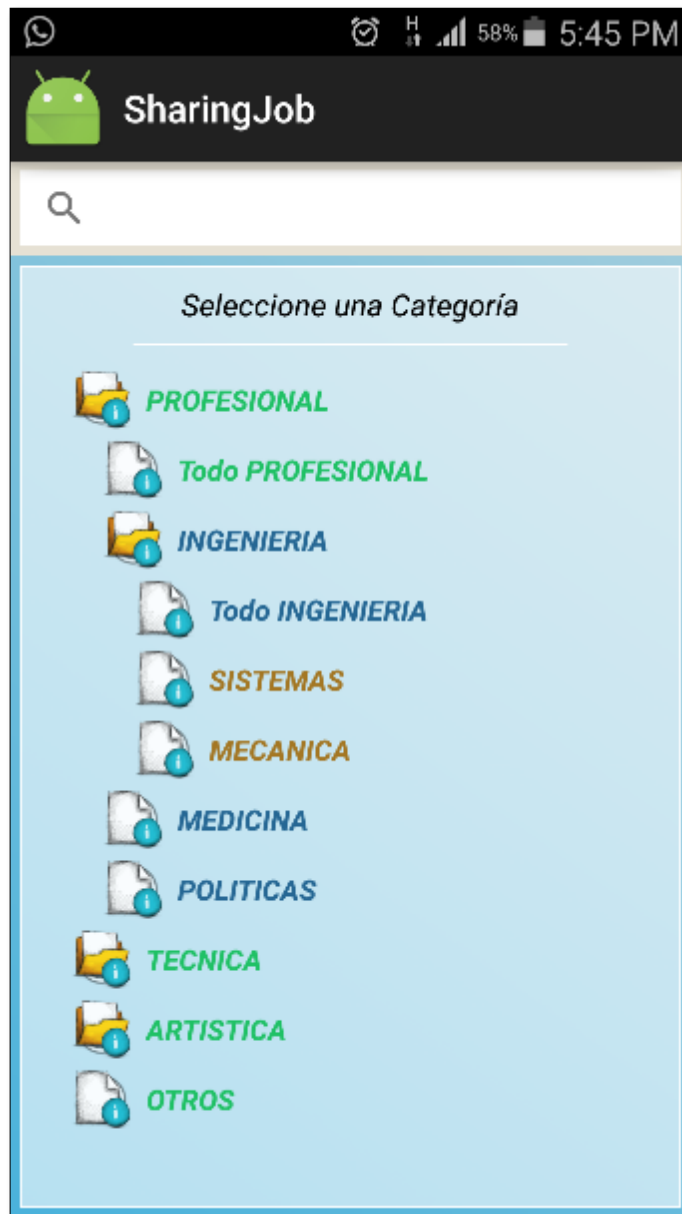 H 58% 5:45 PM
SharingJob
Seleccione una Categoría
PROFESIONAL
Todo PROFESIONAL
INGENIERIA
Todo INGENIERIA
SISTEMAS
MECANICA
MEDICINA
POLITICAS
TECNICA
ARTISTICA
OTROS